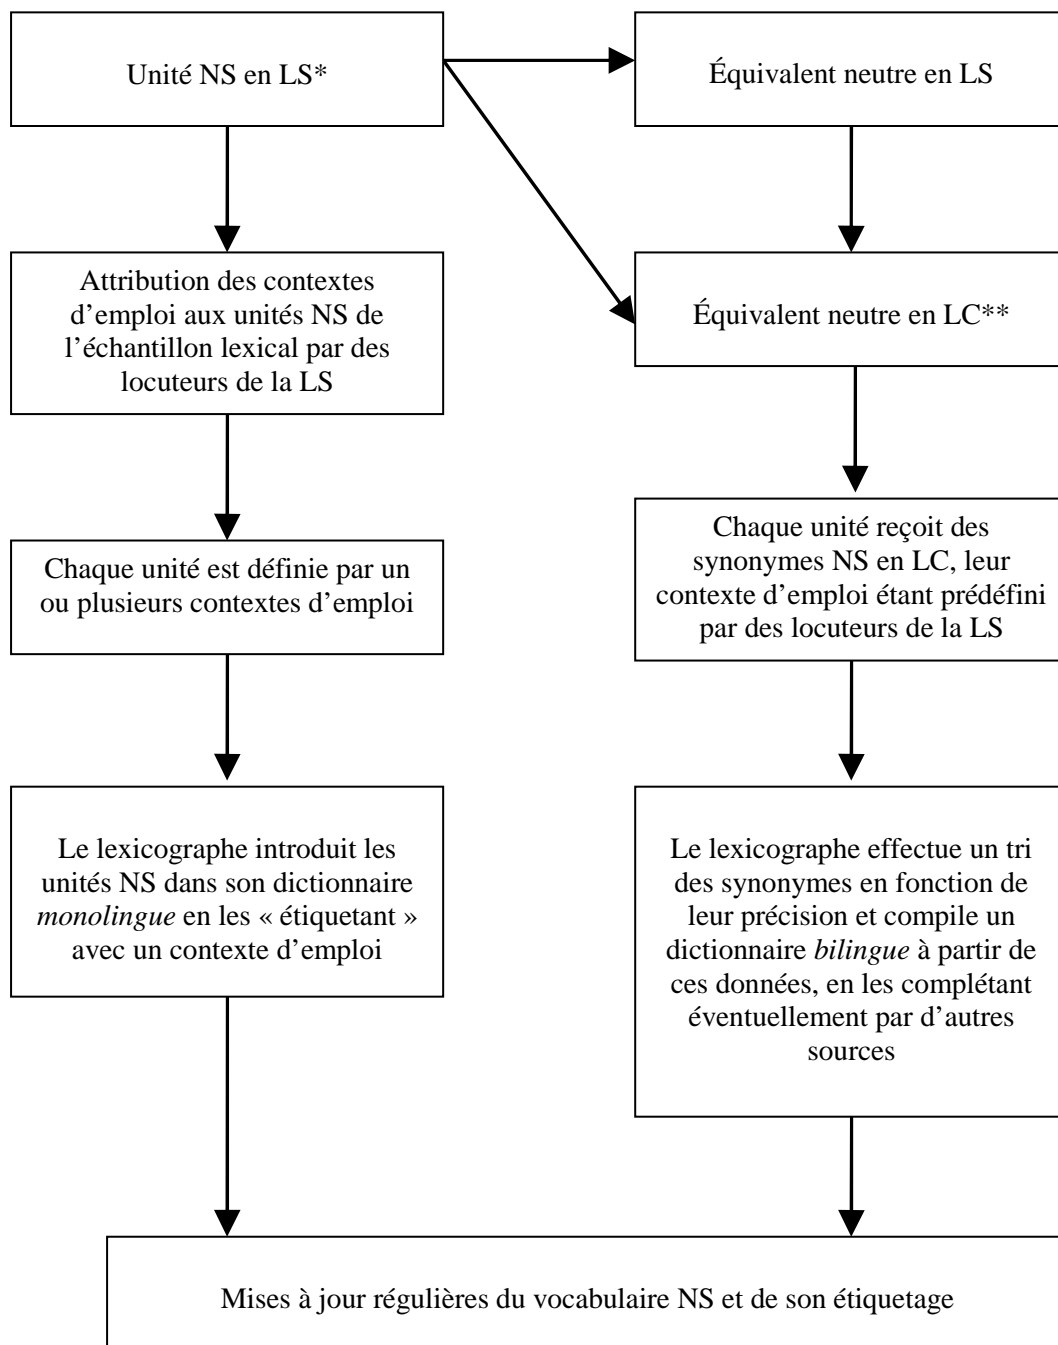 Unité NS en LS*
Équivalent neutre en LS
Attribution des contextes
d’emploi aux unités NS de
l’échantillon lexical par des
locuteurs de la LS
Équivalent neutre en LC**
Chaque unité est définie par un
ou plusieurs contextes d’emploi
Chaque unité reçoit des
synonymes NS en LC, leur
contexte d’emploi étant prédéfini
par des locuteurs de la LS
Le lexicographe introduit les
unités NS dans son dictionnaire
monolingue en les « étiquetant »
avec un contexte d’emploi
Le lexicographe effectue un tri
des synonymes en fonction de
leur précision et compile un
dictionnaire bilingue à partir de
ces données, en les complétant
éventuellement par d’autres
sources
Mises à jour régulières du vocabulaire NS et de son étiquetage